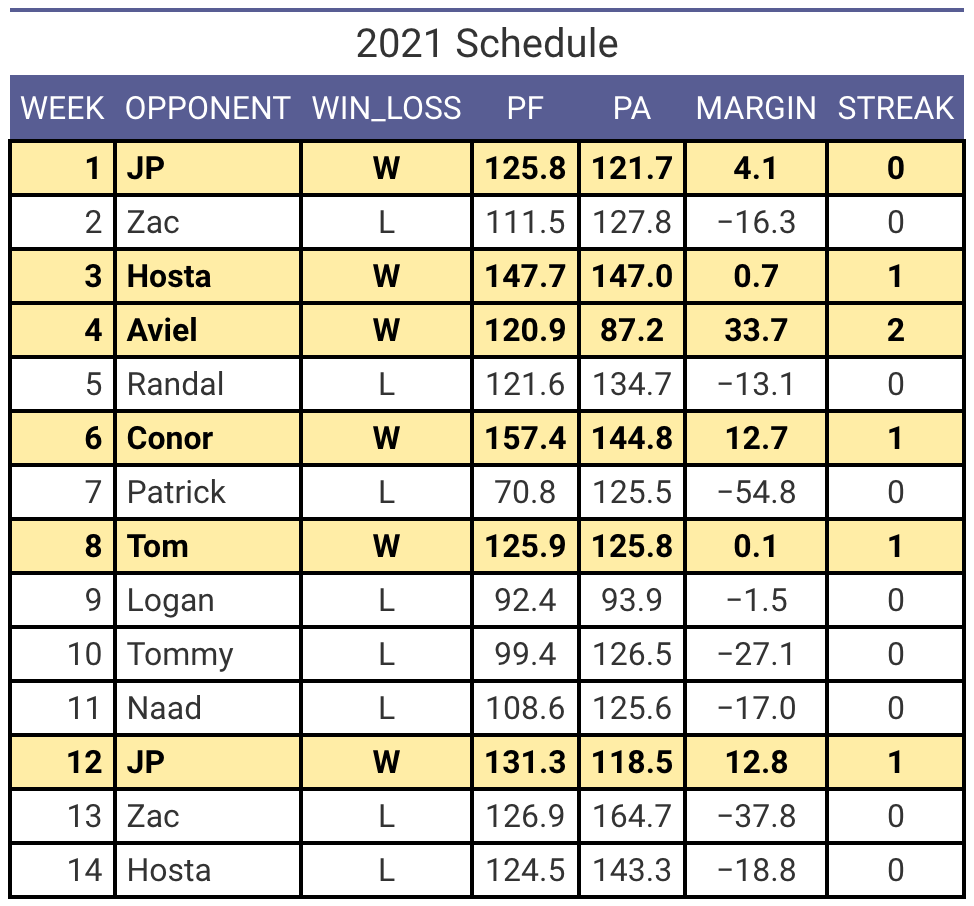 2021 Schedule
WEEK OPPONENT WIN_LOSS PF PA MARGIN STREAK
1 JP W 125.8 121.7 4.1 0
2 Zac L 111.5 127.8 −16.3 0
3 Hosta W 147.7 147.0 0.7 1
4 Aviel W 120.9 87.2 33.7 2
5 Randal L 121.6 134.7 −13.1 0
6 Conor W 157.4 144.8 12.7 1
7 Patrick L 70.8 125.5 −54.8 0
8 Tom W 125.9 125.8 0.1 1
9 Logan L 92.4 93.9 −1.5 0
10 Tommy L 99.4 126.5 −27.1 0
11 Naad L 108.6 125.6 −17.0 0
12 JP W 131.3 118.5 12.8 1
13 Zac L 126.9 164.7 −37.8 0
14 Hosta L 124.5 143.3 −18.8 0